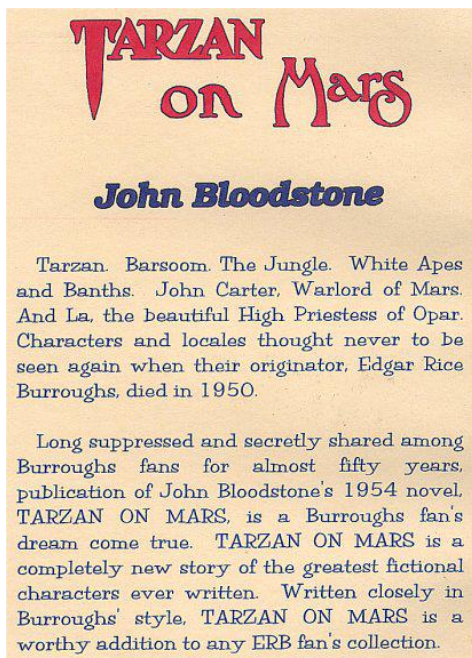 TARZAN
on Mars
John Bloodstone
Tarzan. Barsoom. The Jungle. White Apes
and Banths. John Carter, Warlord of Mars.
And La, the beautiful High Priestess of Opar.
Characters and locales thought never to be
seen again when their originator, Edgar Rice
Burroughs, died in 1950.
Long suppressed and secretly shared among
Burroughs fans for almost fifty years,
publication of John Bloodstone's 1954 novel,
TARZAN ON MARS, is a Burroughs fan's
dream come true. TARZAN ON MARS is a
completely new story of the greatest fictional
characters ever written. Written closely in
Burroughs' style, TARZAN ON MARS is a
worthy addition to any ERB fan's collection.